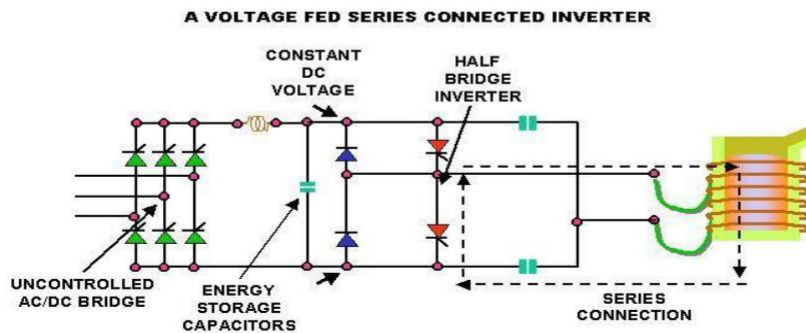 A VOLTAGE FED SERIES CONNECTED INVERTER
CONSTANT
DC
VOLTAGE
HALF
BRIDGE
INVERTER
UNCONTROLLED
AC/DC BRIDGE
ENERGY
STORAGE
CAPACITORS
SERIES
CONNECTION